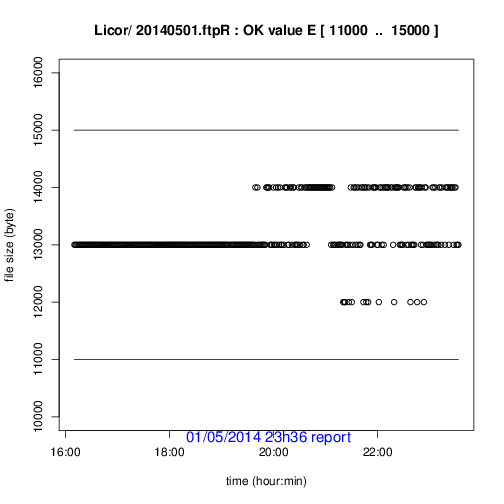 Licor/ 20140501.ftpR : OK value E [ 11000 .. 15000 ]
16000
15000
14000
13000
12000
11000
10000
file size (byte)
01/05/2014 23h36 report
16:00 18:00 20:00 22:00
time (hour:min)